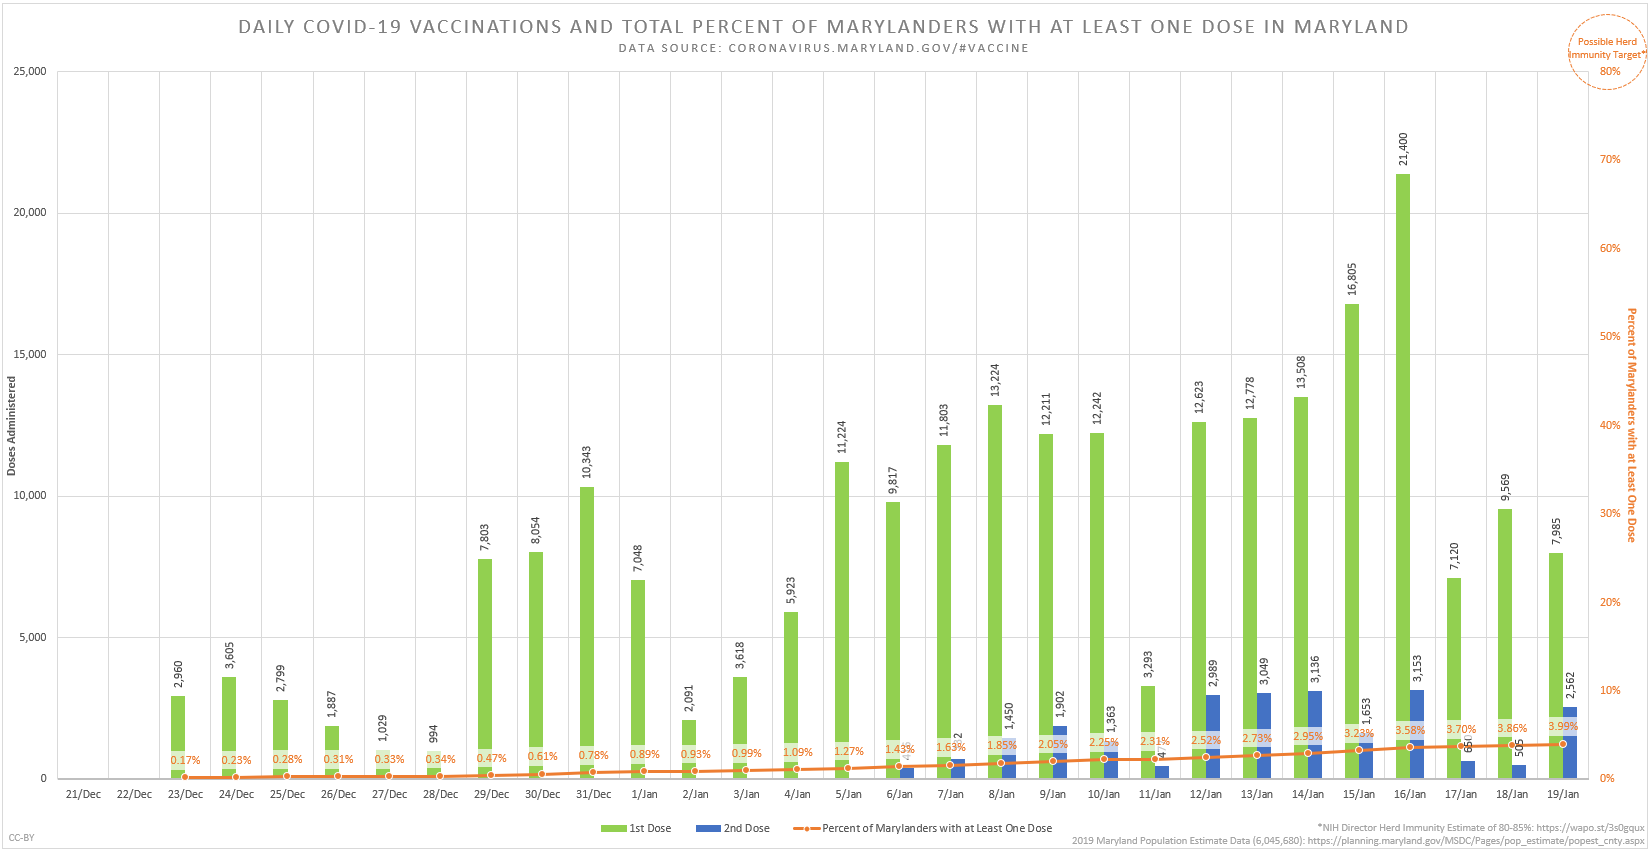 DAILY COVID-19 VACCINATIONS AND TOTAL PERCENT OF MARYLANDERS WITH AT LEAST ONE DOSE IN MARYLAND
DATA SOURCE: CORONAVIRUS.MARYLAND.GOV/#VACCINE
Possible Herd
Immunity Target*
25,000
20,000
15,000
10,000
5,000
0
Doses Administered
80%
70%
60%
50%
40%
30%
20%
10%
0%
Percent of Marylanders with at Least One Dose
2,960
3,605
2,799
1,887
1,029
994
7,803
8,054
10,343
7,048
2,091
3,618
5,923
11,224
9,817
11,803
13,224
12,211
12,242
3,293
12,623
12,778
13,508
16,805
21,400
7,120
9,569
7,985
1,450
1,902
1,363
2,989
3,049
3,136
1,653
3,153
650
505
2,562
0.17%
0.23%
0.28%
0.31%
0.33%
0.34%
0.47%
0.61%
0.78%
0.89%
0.93%
0.99%
1.09%
1.27%
1.43%
1.63%
1.85%
2.05%
2.25%
2.31%
2.52%
2.73%
2.95%
3.23%
3.58%
3.70%
3.86%
3.99%
21/Dec
22/Dec
23/Dec
24/Dec
25/Dec
26/Dec
27/Dec
28/Dec
29/Dec
30/Dec
31/Dec
1/Jan
2/Jan
3/Jan
4/Jan
5/Jan
6/Jan
7/Jan
8/Jan
9/Jan
10/Jan
11/Jan
12/Jan
13/Jan
14/Jan
15/Jan
16/Jan
17/Jan
18/Jan
19/Jan
1st Dose
2nd Dose
Percent of Marylanders with at Least One Dose
CC-BY
*NIH Director Herd Immunity Estimate of 80-85%: https://wapo.st/3s0gqux
2019 Maryland Population Estimate Data (6,045,680): https://planning.maryland.gov/MSDC/Pages/pop_estimate/popest_cnty.aspx